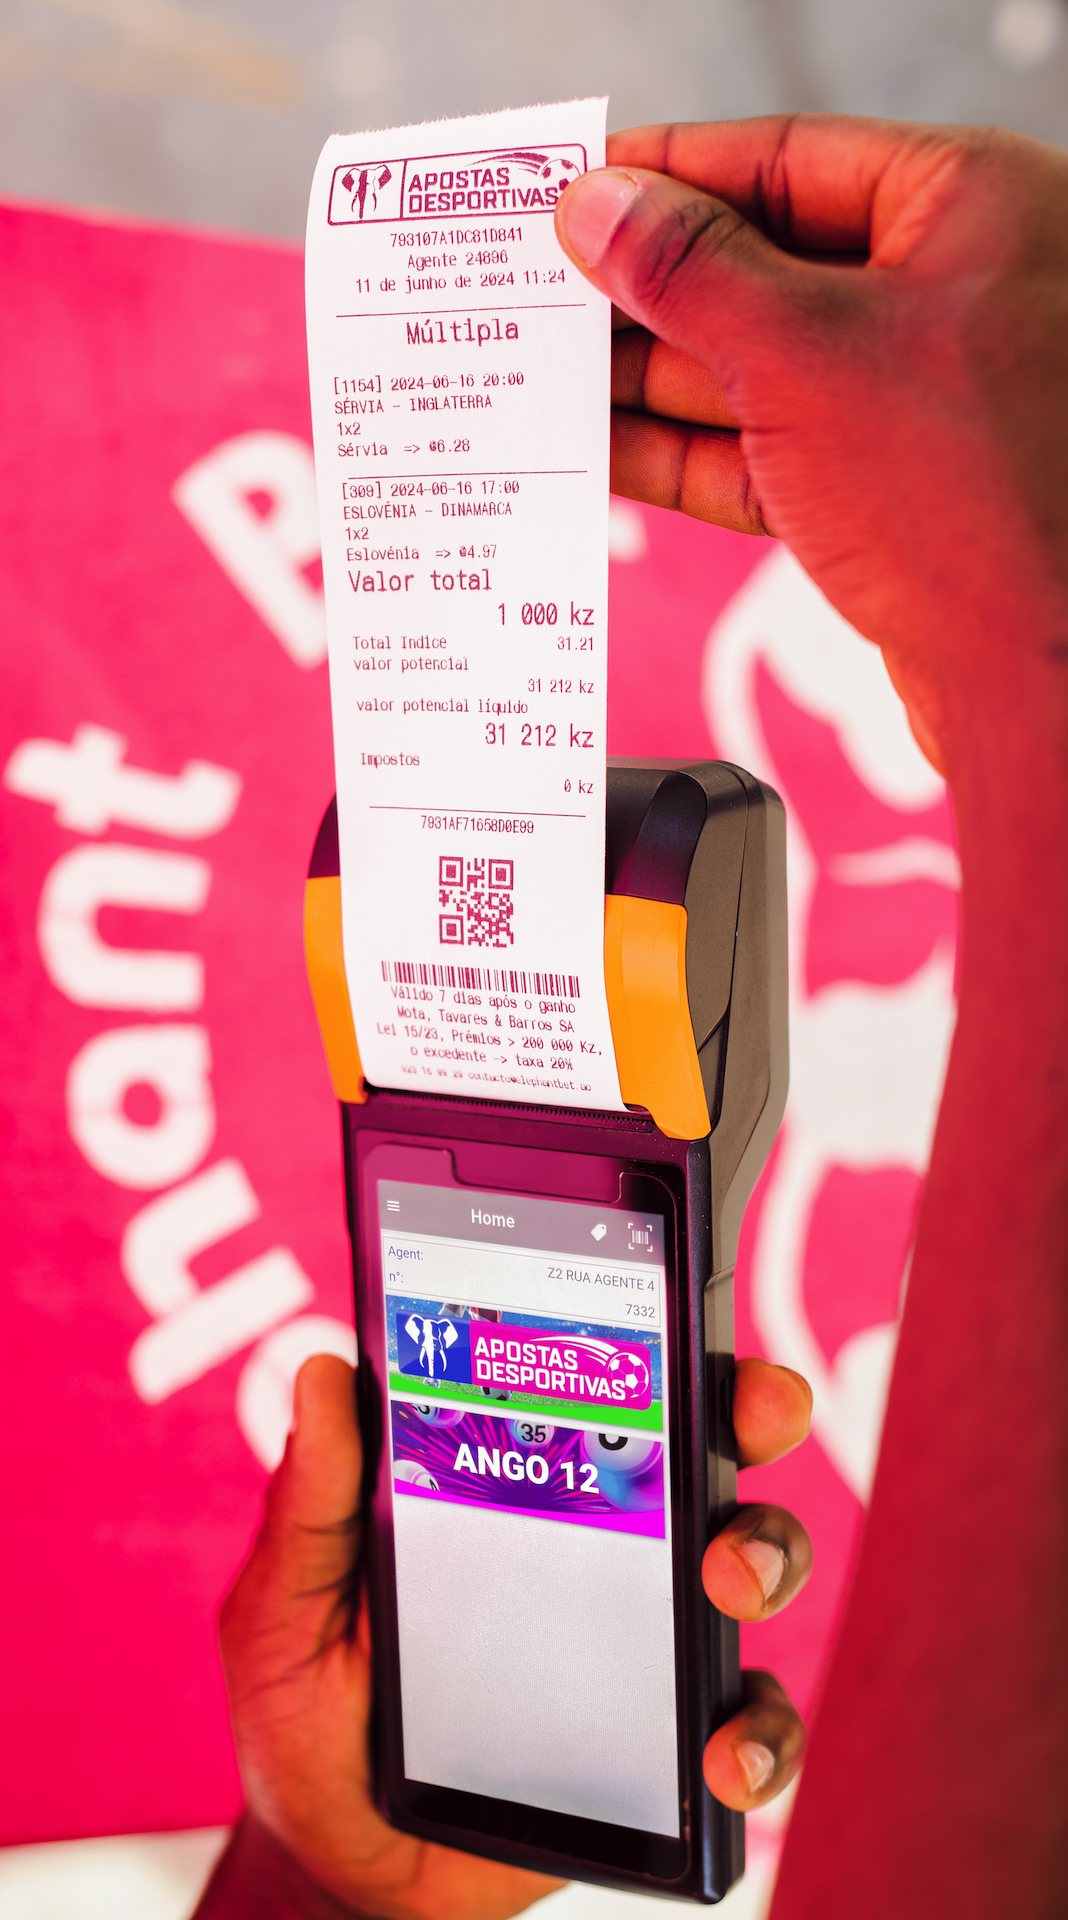 APOSTAS
DESPORTIVAS
793107A1DC81D841
Agente 24896
11 de junho de 2024 11:24
Múltipla
[1154] 2024-06-16 20:00
SÉRVIA - INGLATERRA
1x2
Sérvia => @6.28
[309] 2024-06-16 17:00
ESLOVÉNIA - DINAMARCA
1x2
Eslovénia => @4.97
Valor total
1 000 kz
Total Indice 31.21
valor potencial
31 212 kz
valor potencial líquido
31 212 kz
Impostos
0 kz
7931AF71658D0E99
Válido 7 dias após o ganho
Mota, Tavares & Barros SA
Lei 15/23, Prémios > 200 000 Kz,
o excedente -> taxa 20%
contacto@elephantbet.ao
Home
Agent:
Z2 RUA AGENTE 4
n°:
7332
APOSTAS
DESPORTIVAS
35
ANGO 12
hant B